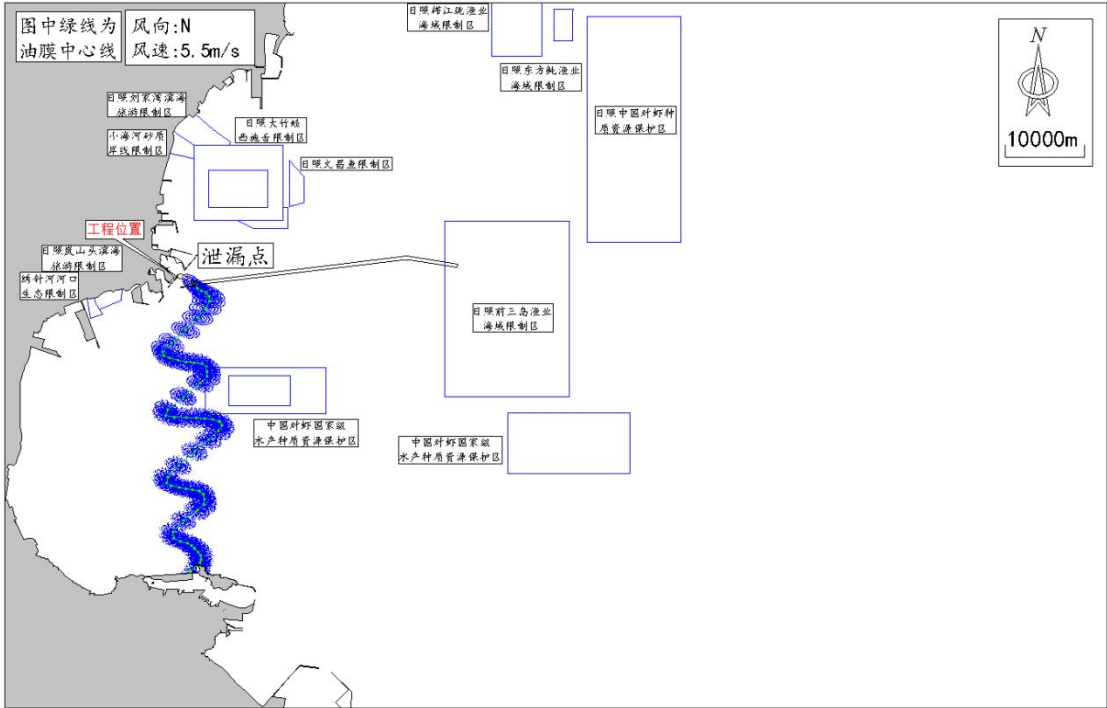 图中绿线为
油膜中心线
风向:N
风速:5.5m/s
日照
海域限制区
日照东方鲀渔业
海域限制区
日照中国对虾种
质资源保护区
N
10000m
日照刘家湾滨海
旅游限制区
日照大竹蛏
西施舌限制区
小海河砂质
岸线限制区
日照文昌鱼限制区
工程位置
泄漏点
日照岚山头滨海
旅游限制区
绣针河河口
生态限制区
日照前三岛渔业
海域限制区
中国对虾国家级
水产种质资源保护区
中国对虾国家级
水产种质资源保护区